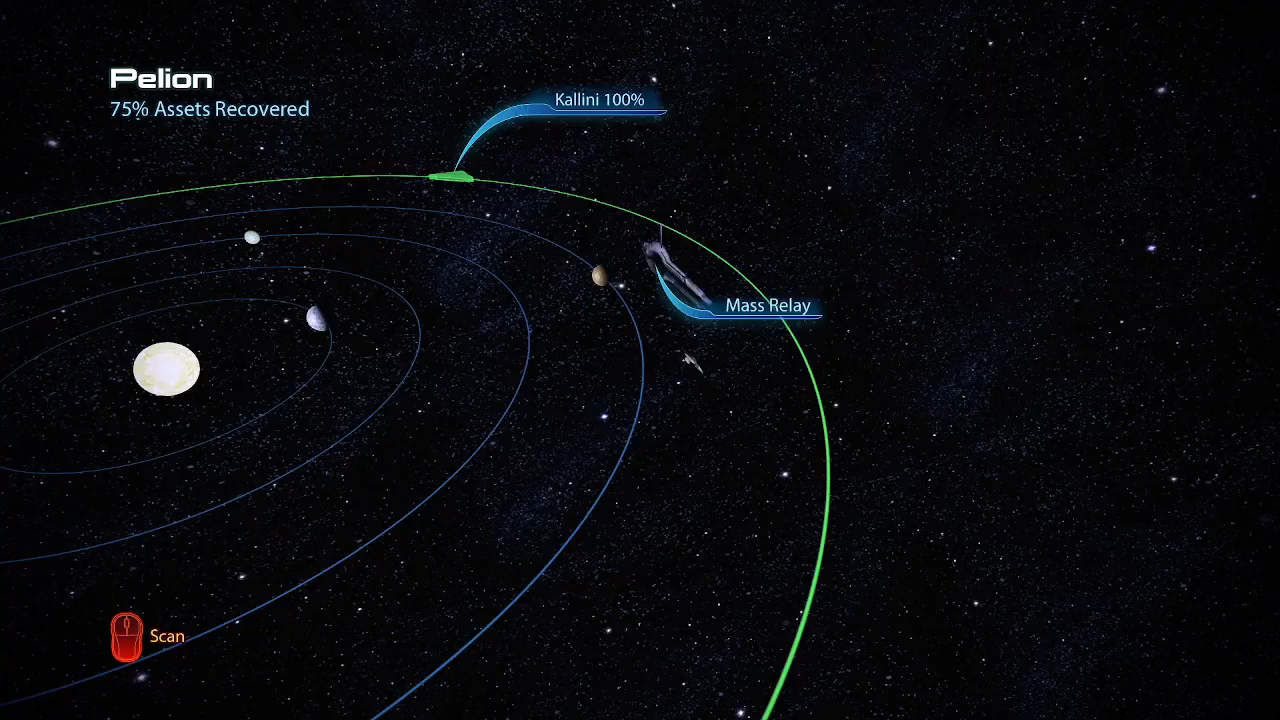 Pelion
75% Assets Recovered
Kallini 100%
Mass Relay
Scan